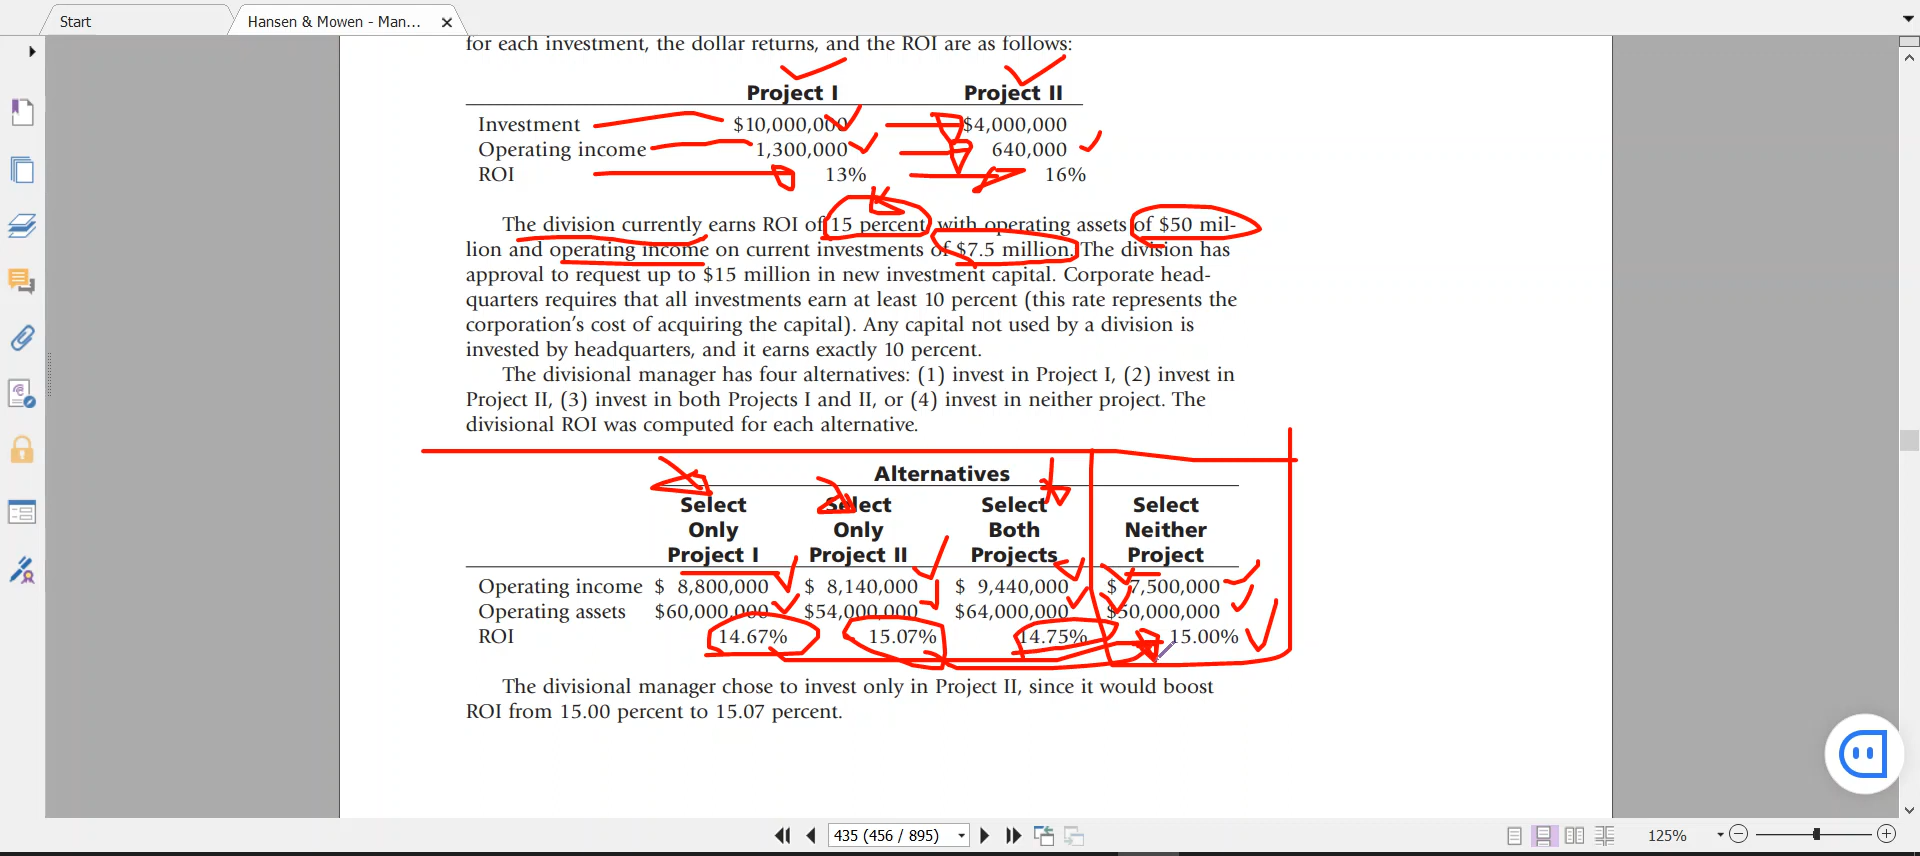 Start
Hansen & Mowen - Man...
for each investment, the dollar returns, and the ROI are as follows:
Project I Project II
Investment $10,000,000 $4,000,000
Operating income 1,300,000 640,000
ROI 13% 16%
The division currently earns ROI of 15 percent, with operating assets of $50 mil-
lion and operating income on current investments of $7.5 million. The division has
approval to request up to $15 million in new investment capital. Corporate head-
quarters requires that all investments earn at least 10 percent (this rate represents the
corporation's cost of acquiring the capital). Any capital not used by a division is
invested by headquarters, and it earns exactly 10 percent.
The divisional manager has four alternatives: (1) invest in Project I, (2) invest in
Project II, (3) invest in both Projects I and II, or (4) invest in neither project. The
divisional ROI was computed for each alternative.
Alternatives
Select Select Select Select
Only Only Both Neither
Project I Project II Projects Project
Operating income $ 8,800,000 $ 8,140,000 $ 9,440,000 $ 7,500,000
Operating assets $60,000,000 $54,000,000 $64,000,000 $50,000,000
ROI 14.67% 15.07% 14.75% 15.00%
The divisional manager chose to invest only in Project II, since it would boost
ROI from 15.00 percent to 15.07 percent.
435 (456 / 895)
125%